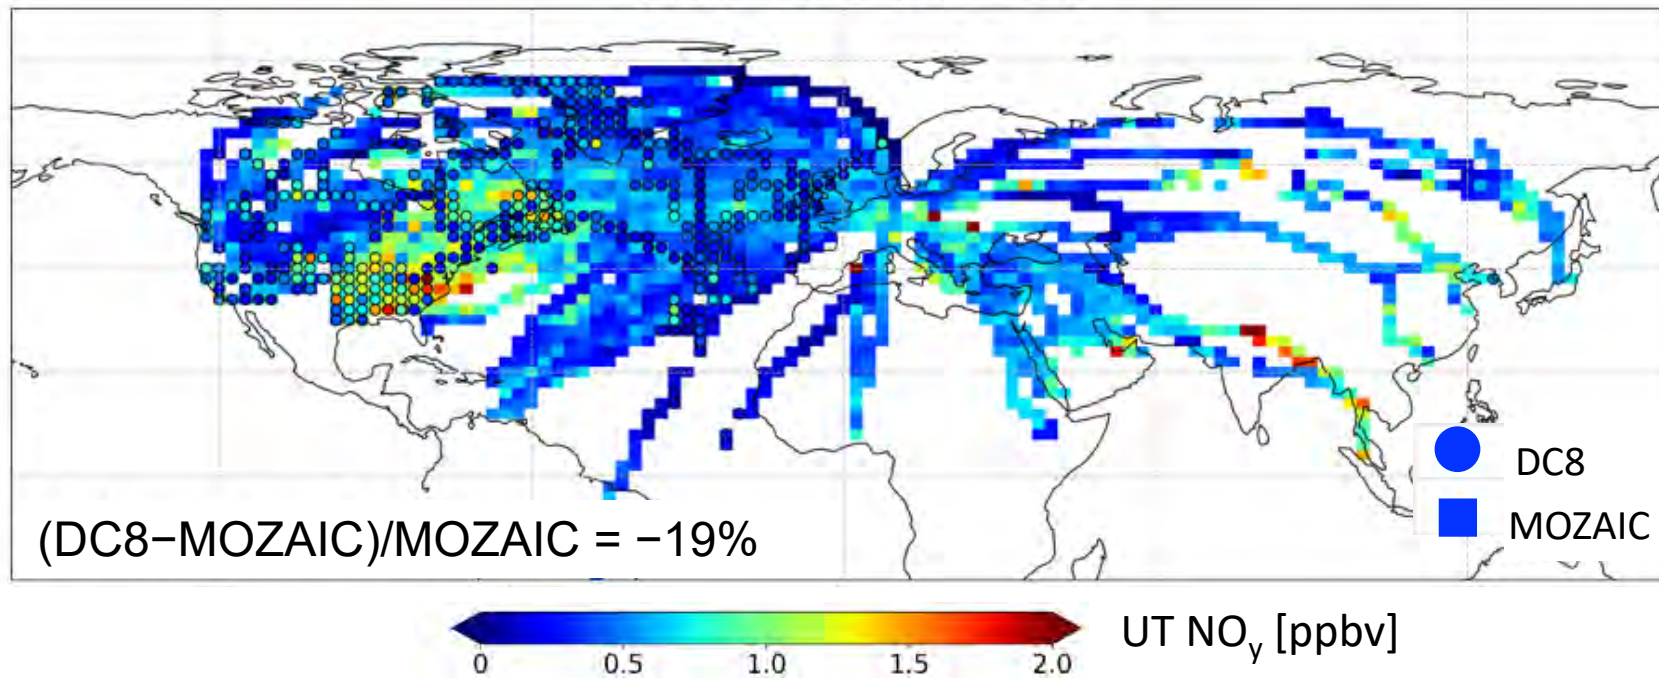 DC8
MOZAIC
(DC8−MOZAIC)/MOZAIC = −19%
UT NOy [ppbv]
0 0.5 1.0 1.5 2.0